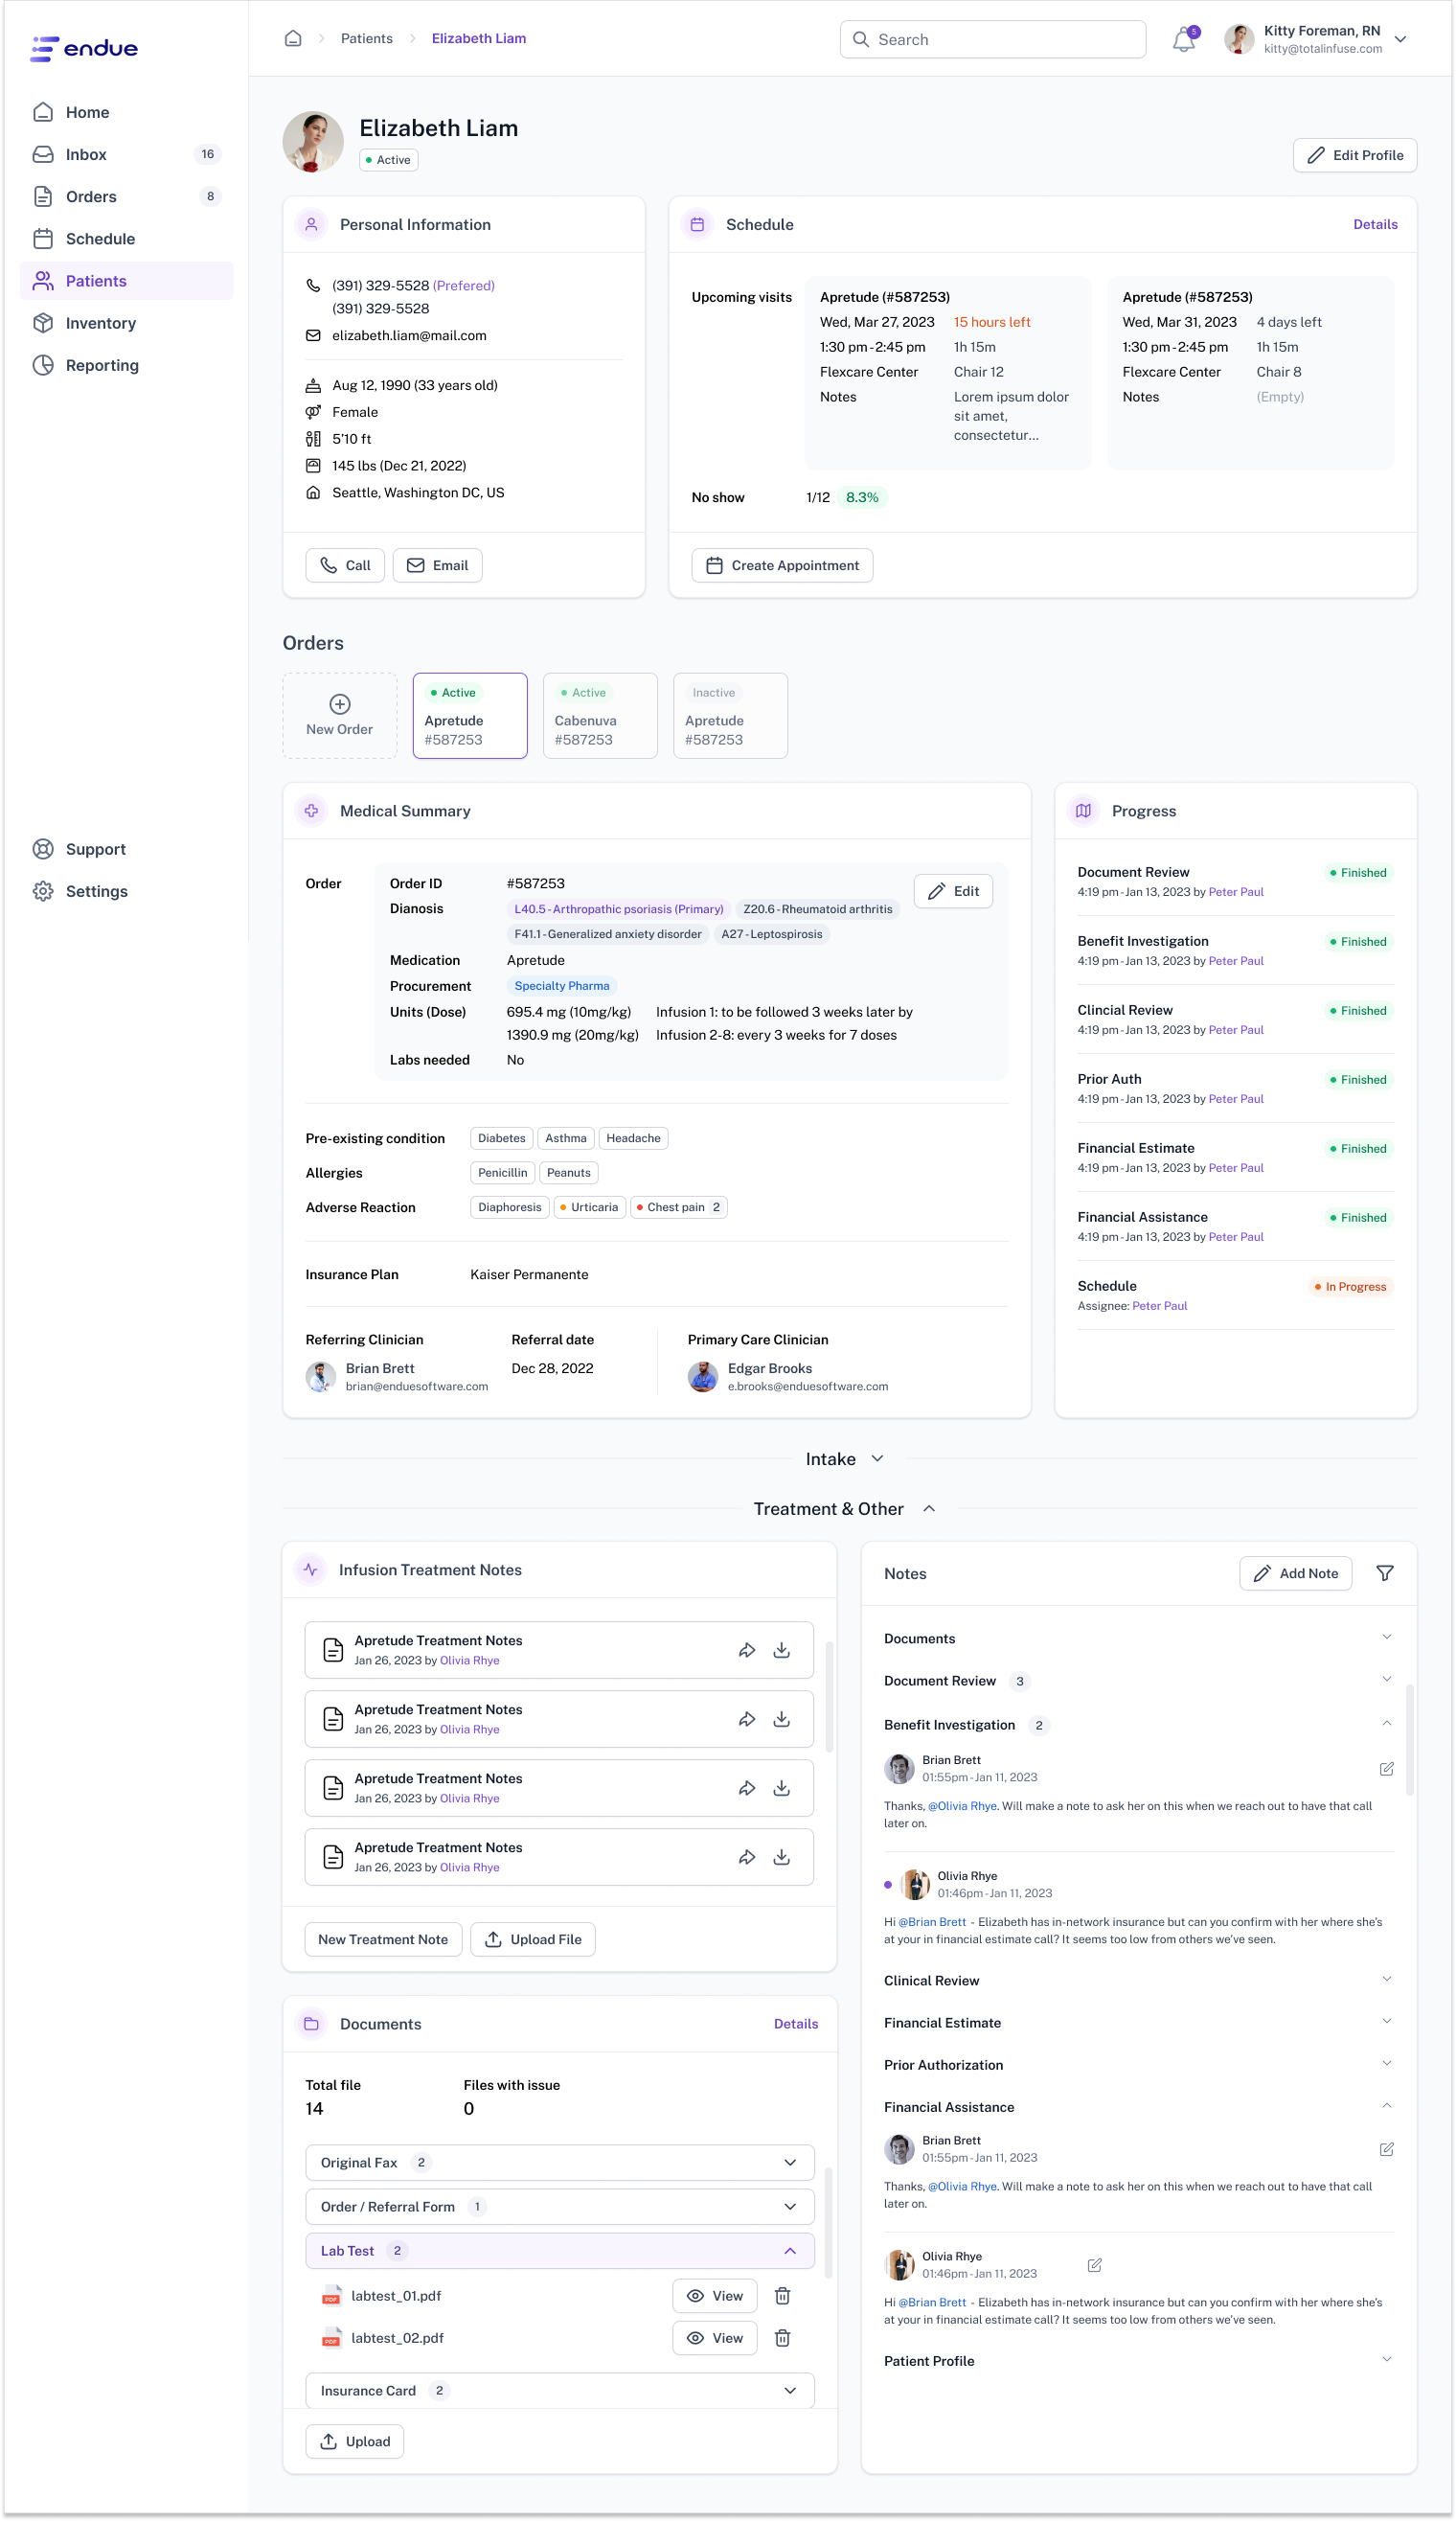 endue
Home
Inbox 16
Orders 8
Schedule
Patients
Inventory
Reporting
Support
Settings
Patients
Elizabeth Liam
Search
5
Kitty Foreman, RN
kitty@totalinfuse.com
Elizabeth Liam
Active
Edit Profile
Personal Information
(391) 329-5528 (Prefered)
(391) 329-5528
elizabeth.liam@mail.com
Aug 12, 1990 (33 years old)
Female
5'10 ft
145 lbs (Dec 21, 2022)
Seattle, Washington DC, US
Call
Email
Schedule
Details
Upcoming visits
Apretude (#587253)
Wed, Mar 27, 2023 15 hours left
1:30 pm - 2:45 pm 1h 15m
Flexcare Center Chair 12
Notes Lorem ipsum dolor
sit amet,
consectetur...
Apretude (#587253)
Wed, Mar 31, 2023 4 days left
1:30 pm - 2:45 pm 1h 15m
Flexcare Center Chair 8
Notes (Empty)
No show 1/12 8.3%
Create Appointment
Orders
New Order
Active
Apretude
#587253
Active
Cabenuva
#587253
Inactive
Apretude
#587253
Medical Summary
Order
Order ID #587253
Edit
Dianosis L40.5 - Arthropathic psoriasis (Primary) Z20.6 - Rheumatoid arthritis
F41.1 - Generalized anxiety disorder A27 - Leptospirosis
Medication Apretude
Procurement Specialty Pharma
Units (Dose) 695.4 mg (10mg/kg) Infusion 1: to be followed 3 weeks later by
1390.9 mg (20mg/kg) Infusion 2-8: every 3 weeks for 7 doses
Labs needed No
Pre-existing condition Diabetes Asthma Headache
Allergies Penicillin Peanuts
Adverse Reaction Diaphoresis Urticaria Chest pain 2
Insurance Plan Kaiser Permanente
Referring Clinician
Brian Brett
brian@enduesoftware.com
Referral date
Dec 28, 2022
Primary Care Clinician
Edgar Brooks
e.brooks@enduesoftware.com
Progress
Document Review Finished
4:19 pm - Jan 13, 2023 by Peter Paul
Benefit Investigation Finished
4:19 pm - Jan 13, 2023 by Peter Paul
Clincial Review Finished
4:19 pm - Jan 13, 2023 by Peter Paul
Prior Auth Finished
4:19 pm - Jan 13, 2023 by Peter Paul
Financial Estimate Finished
4:19 pm - Jan 13, 2023 by Peter Paul
Financial Assistance Finished
4:19 pm - Jan 13, 2023 by Peter Paul
Schedule In Progress
Assignee: Peter Paul
Intake
Treatment & Other
Infusion Treatment Notes
Apretude Treatment Notes
Jan 26, 2023 by Olivia Rhye
Apretude Treatment Notes
Jan 26, 2023 by Olivia Rhye
Apretude Treatment Notes
Jan 26, 2023 by Olivia Rhye
Apretude Treatment Notes
Jan 26, 2023 by Olivia Rhye
New Treatment Note
Upload File
Documents
Details
Total file
14
Files with issue
0
Original Fax 2
Order / Referral Form 1
Lab Test 2
PDF labtest_01.pdf View
PDF labtest_02.pdf View
Insurance Card 2
Upload
Notes
Add Note
Documents
Document Review 3
Benefit Investigation 2
Brian Brett
01:55pm - Jan 11, 2023
Thanks, @Olivia Rhye. Will make a note to ask her on this when we reach out to have that call
later on.
Olivia Rhye
01:46pm - Jan 11, 2023
Hi @Brian Brett - Elizabeth has in-network insurance but can you confirm with her where she's
at your in financial estimate call? It seems too low from others we've seen.
Clinical Review
Financial Estimate
Prior Authorization
Financial Assistance
Brian Brett
01:55pm - Jan 11, 2023
Thanks, @Olivia Rhye. Will make a note to ask her on this when we reach out to have that call
later on.
Olivia Rhye
01:46pm - Jan 11, 2023
Hi @Brian Brett - Elizabeth has in-network insurance but can you confirm with her where she's
at your in financial estimate call? It seems too low from others we've seen.
Patient Profile